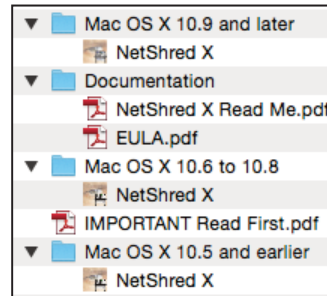 Mac OS X 10.9 and later
NetShred X
Documentation
NetShred X Read Me.pdf
EULA.pdf
Mac OS X 10.6 to 10.8
NetShred X
IMPORTANT Read First.pdf
Mac OS X 10.5 and earlier
NetShred X